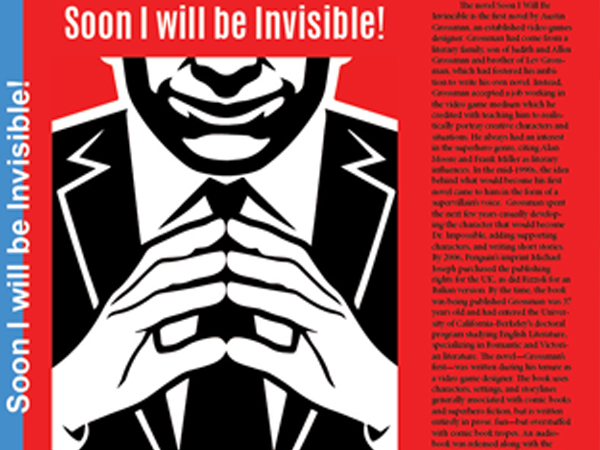 Soon I will be Invisible!
Soon I will be Invisible!
The novel Soon I Will Be
Invincible is the first novel by Austin
Grossman, an established video games
designer. Grossman had come from a
literary family, son of Judith and Allen
Grossman and brother of Lev Gross-
man, which had fostered his ambi-
tion to write his own novel. Instead,
Grossman accepted a job working in
the video game medium which he
credited with teaching him to realis-
tically portray creative characters and
situations. He always had an interest
in the superhero genre, citing Alan
Moore and Frank Miller as literary
influences. In the mid-1990s, the idea
behind what would become his first
novel came to him in the form of a
supervillain's voice. Grossman spent
the next few years casually develop-
ing the character that would become
Dr. Impossible, adding supporting
characters, and writing short stories.
By 2006, Penguin's imprint Michael
Joseph purchased the publishing
rights for the UK, as did Rizzoli for an
Italian version. By the time, the book
was being published Grossman was 37
years old and had entered the Univer-
sity of California-Berkeley's doctoral
program studying English Literature,
specializing in Romantic and Victori-
an literature. The novel—Grossman's
first—was written during his tenure as
a video game designer. The book uses
characters, settings, and storylines
generally associated with comic books
and superhero fiction, but is written
entirely in prose, fun—but overstuffed
with comic book tropes. An audio-
book was released along with the